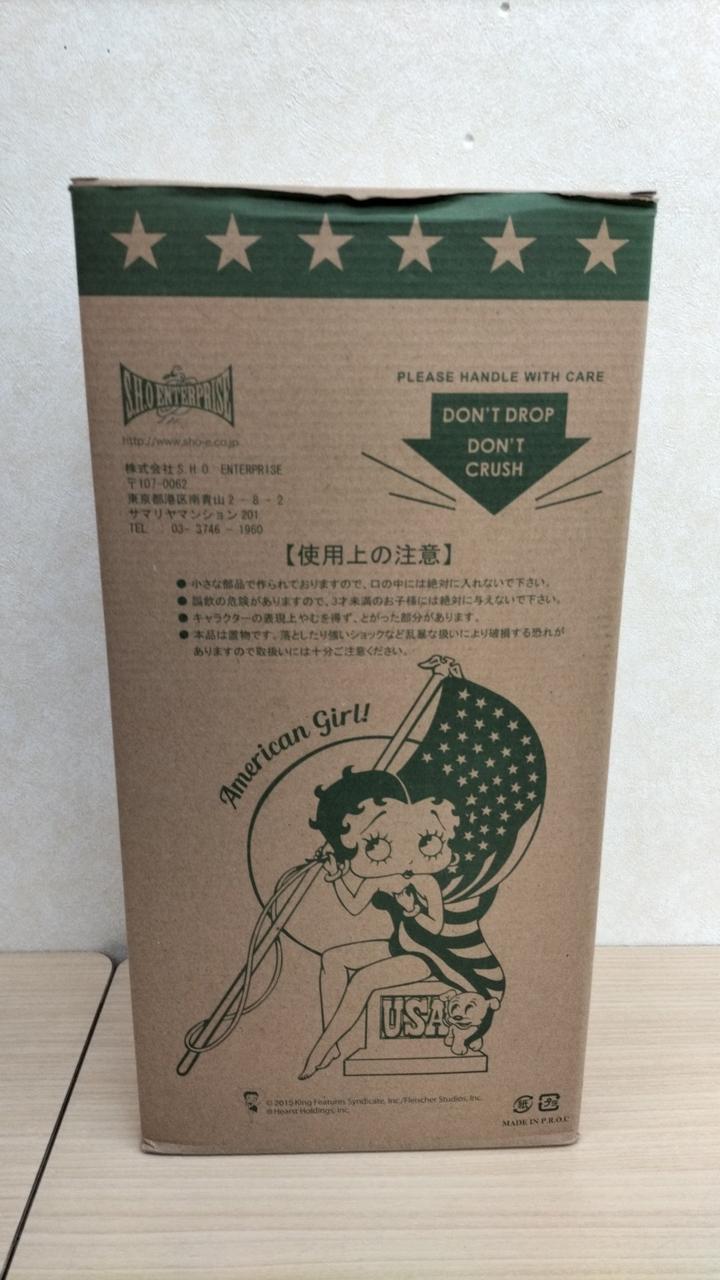 S.H.O ENTERPRISE
http://www.sho-e.co.jp
株式会社 S.H.O ENTERPRISE
〒107-0062
東京都港区南青山2-8-2
サマリヤマンション201
TEL : 03-3746-1960
PLEASE HANDLE WITH CARE
DON'T DROP
DON'T
CRUSH
【使用上の注意】
●小さな部品で作られておりますので、口の中には絶対に入れないで下さい。
●誤飲の危険がありますので、3才未満のお子様には絶対に与えないで下さい。
●キャラクターの表現上やむを得ず、とがった部分があります。
●本品は置物です。落としたり強いショックなど乱暴な扱いにより破損する恐れが
ありますので取扱いには十分ご注意ください。
American Girl!
USA
© 2015 King Features Syndicate, Inc./Fleischer Studios, Inc.
® Hearst Holdings, Inc.
紙 プラ
MADE IN P.R.O.C